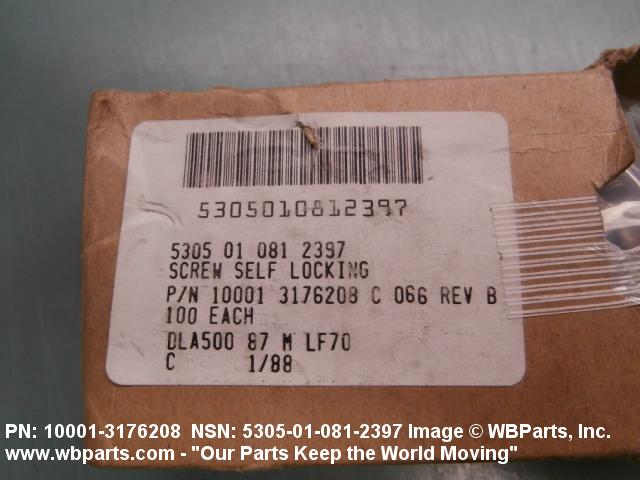 5305010812397
5305 01 081 2397
SCREW SELF LOCKING
P/N 10001 3176208 C 066 REV B
100 EACH
DLA500 87 M LF70
C 1/88
PN: 10001-3176208 NSN: 5305-01-081-2397 Image © WBParts, Inc.
www.wbparts.com - "Our Parts Keep the World Moving"